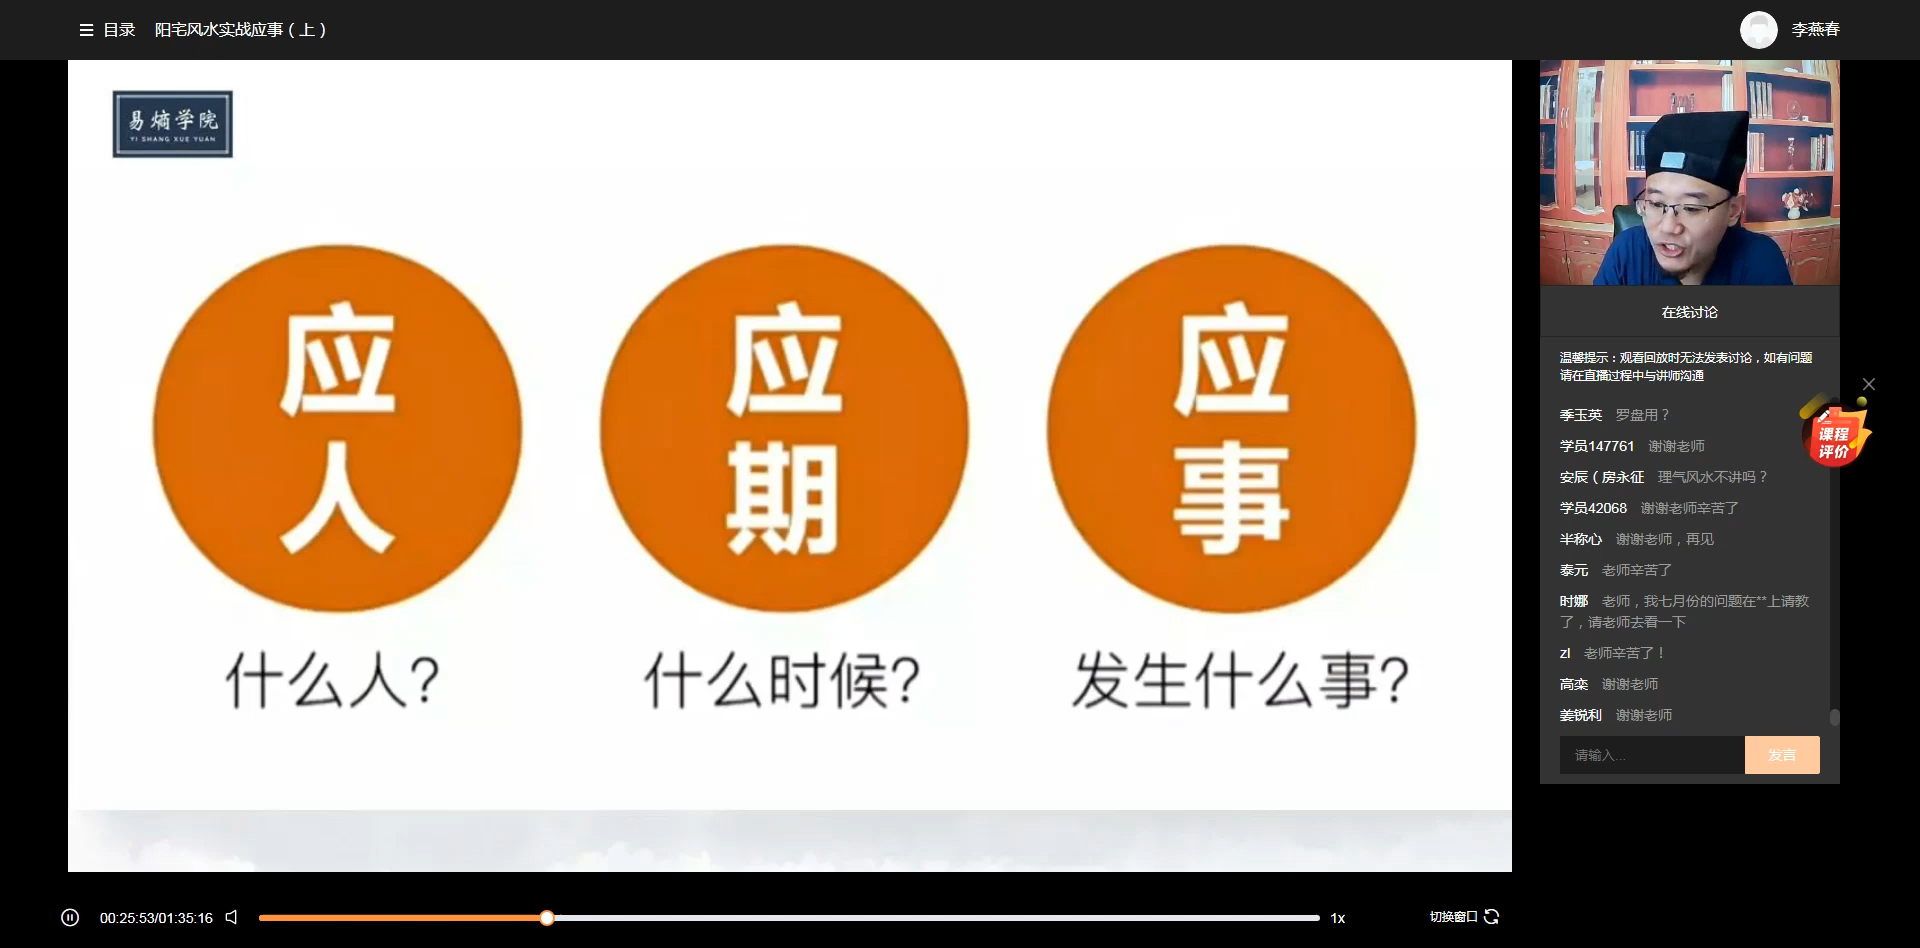 目录 阳宅风水实战应事（上）
李燕春
易熵学院
YI SHANG XUE YUAN
应人
应期
应事
什么人?
什么时候?
发生什么事?
在线讨论
温馨提示：观看回放时无法发表讨论，如有问题
请在直播过程中与讲师沟通
课程
评价
季玉英 罗盘用？
学员147761 谢谢老师
安辰（房永征 理气风水不讲吗？
学员42068 谢谢老师辛苦了
半称心 谢谢老师，再见
泰元 老师辛苦了
时娜 老师，我七月份的问题在**上请教
了，请老师去看一下
zl 老师辛苦了！
高栾 谢谢老师
姜锐利 谢谢老师
请输入... 发言
00:25:53/01:35:16 1x 切换窗口